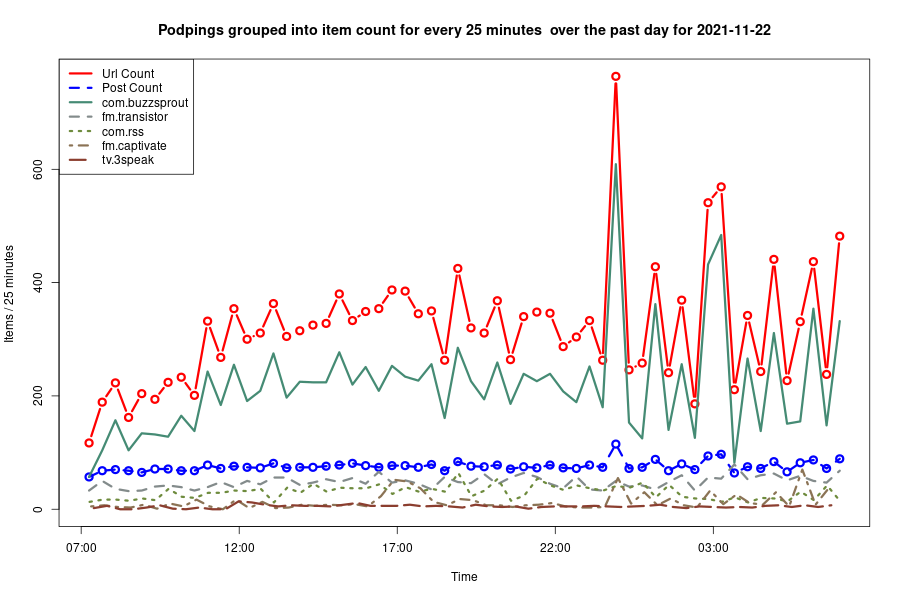 Podpings grouped into item count for every 25 minutes  over the past day for 2021-11-22
Url Count
Post Count
com.buzzsprout
fm.transistor
com.rss
fm.captivate
tv.3speak
Items / 25 minutes
600
400
200
0
07:00
12:00
17:00
22:00
03:00
Time